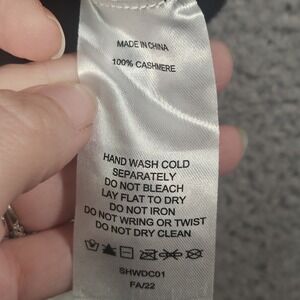 MADE IN CHINA
100% CASHMERE
HAND WASH COLD
SEPARATELY
DO NOT BLEACH
LAY FLAT TO DRY
DO NOT IRON
DO NOT WRING OR TWIST
DO NOT DRY CLEAN
SHWDC01
FA/22